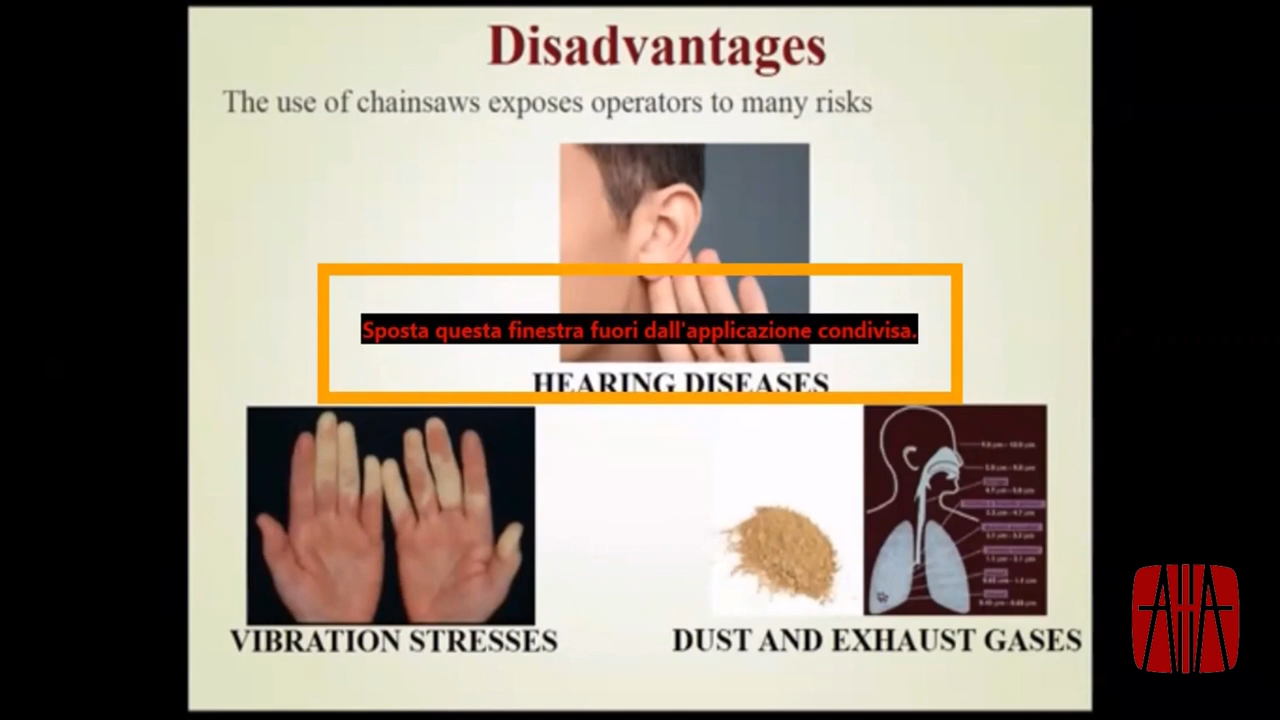 Disadvantages
The use of chainsaws exposes operators to many risks
Sposta questa finestra fuori dall'applicazione condivisa.
HEARING DISEASES
VIBRATION STRESSES
DUST AND EXHAUST GASES